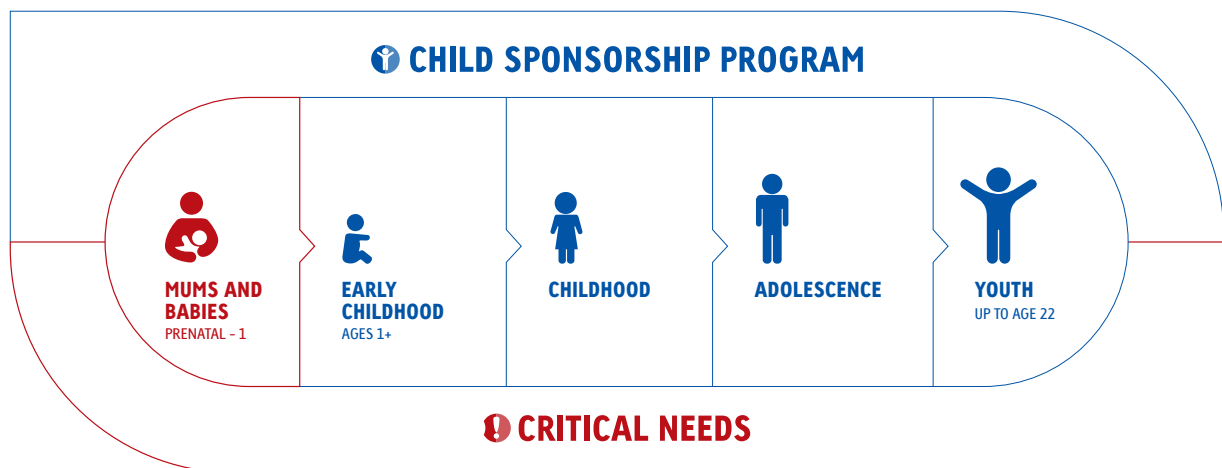 CHILD SPONSORSHIP PROGRAM
MUMS AND
BABIES
PRENATAL - 1
EARLY
CHILDHOOD
AGES 1+
CHILDHOOD
ADOLESCENCE
YOUTH
UP TO AGE 22
CRITICAL NEEDS